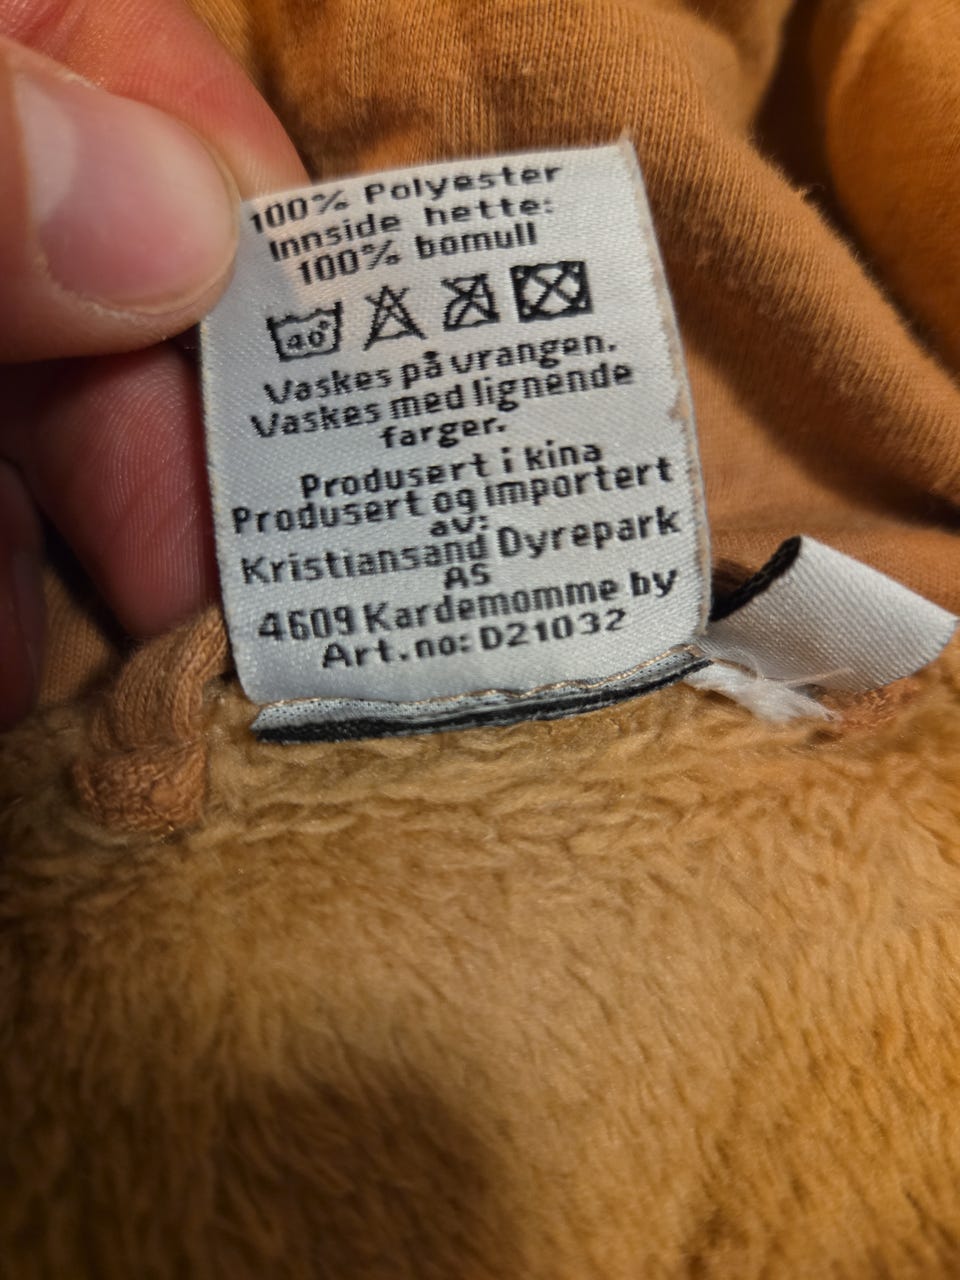 100% Polyester
Innside hette:
100% bomull
40°
Vaskes på vrangen.
Vaskes med lignende
farger.
Produsert i kina
Produsert og importert
av:
Kristiansand Dyrepark
AS
4609 Kardemomme by
Art.no: D21032